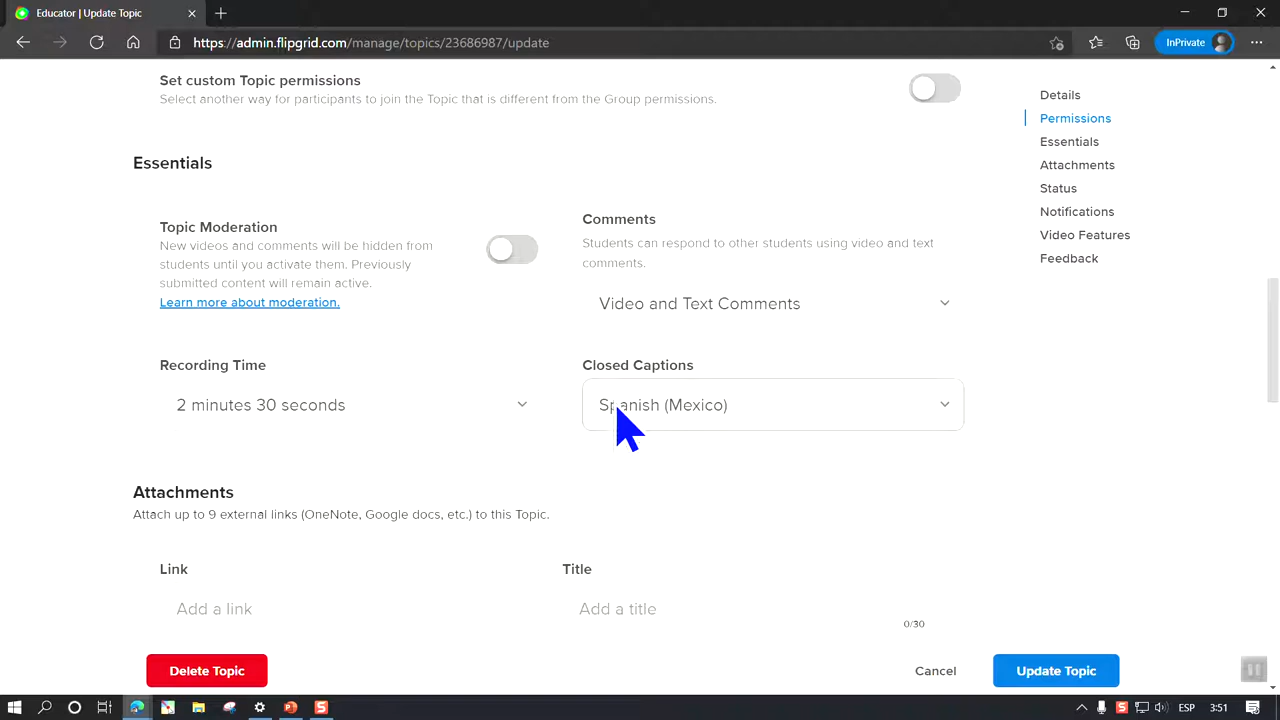 Educator | Update Topic
https://admin.flipgrid.com/manage/topics/23686987/update
InPrivate
Set custom Topic permissions
Select another way for participants to join the Topic that is different from the Group permissions.
Details
Permissions
Essentials
Attachments
Status
Notifications
Video Features
Feedback
Essentials
Topic Moderation
New videos and comments will be hidden from
students until you activate them. Previously
submitted content will remain active.
Learn more about moderation.
Comments
Students can respond to other students using video and text
comments.
Video and Text Comments
Recording Time
2 minutes 30 seconds
Closed Captions
Spanish (Mexico)
Attachments
Attach up to 9 external links (OneNote, Google docs, etc.) to this Topic.
Link
Title
Add a link
Add a title
0/30
Delete Topic
Cancel
Update Topic
ESP
3:51